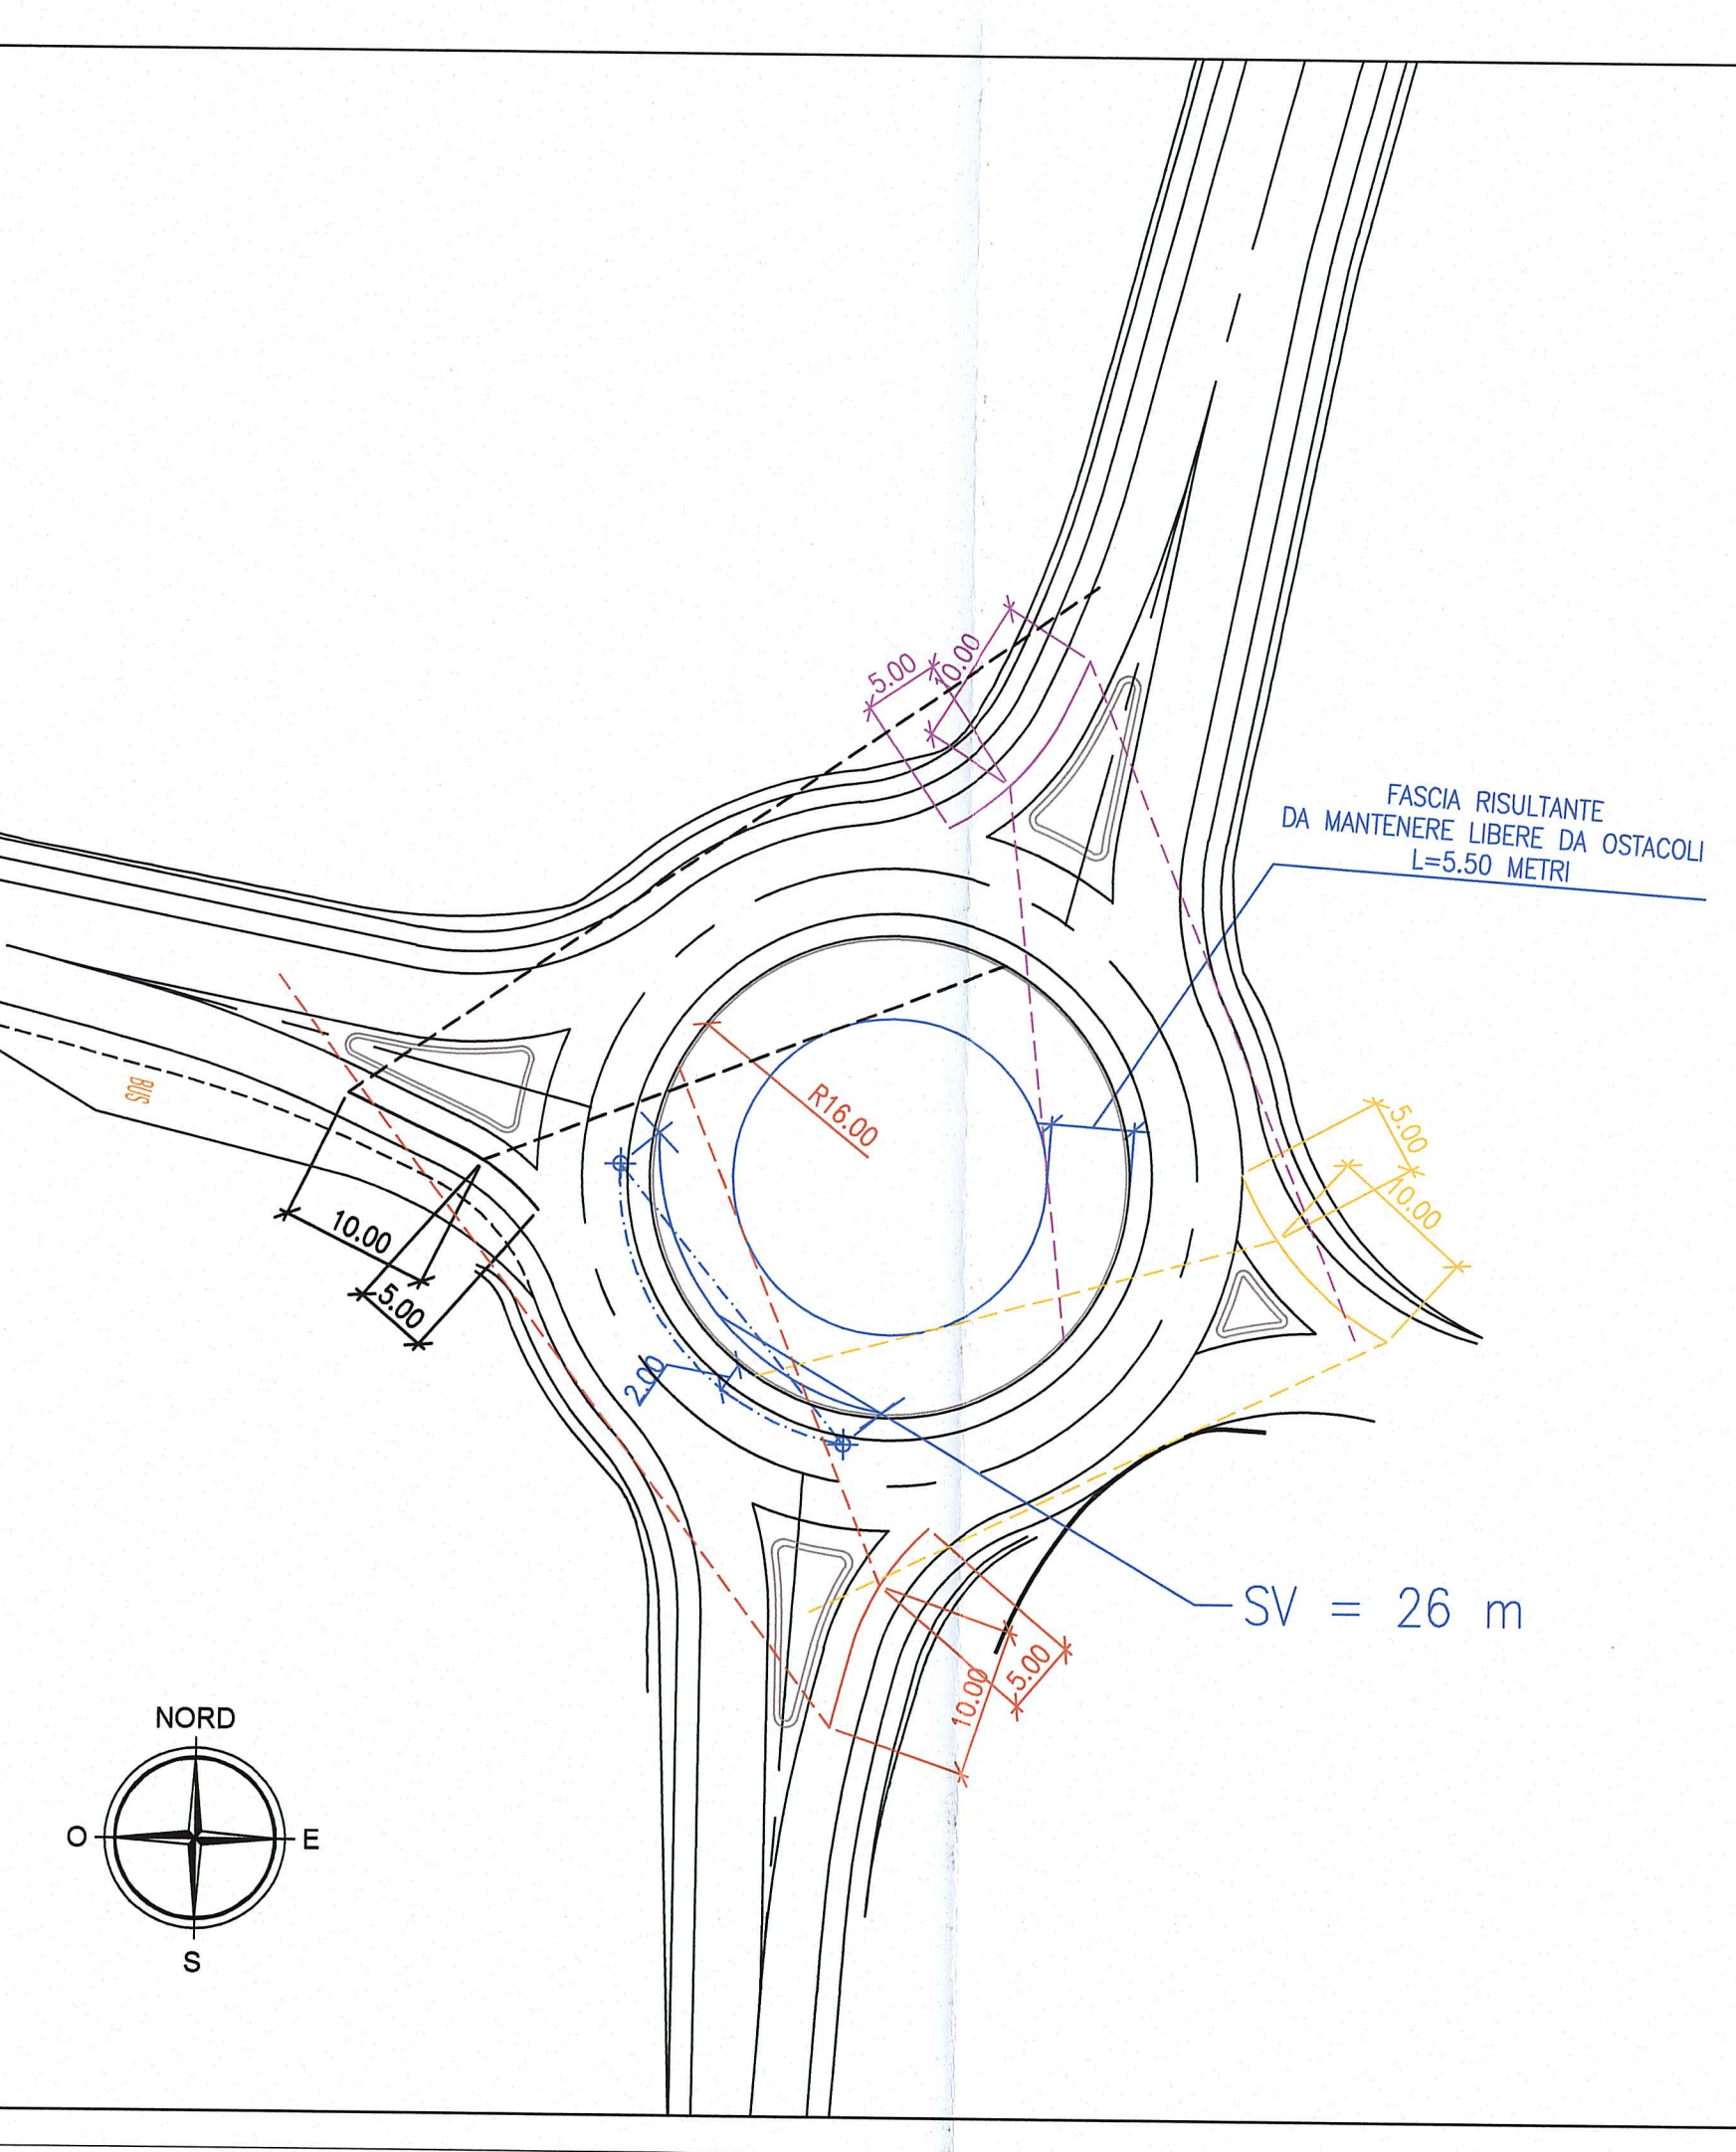 10.00
5.00
FASCIA RISULTANTE
DA MANTENERE LIBERE DA OSTACOLI
L=5.50 METRI
BUS
R16.00
5.00
10.00
10.00
5.00
2.00
SV = 26 m
5.00
10.00
NORD
O
E
S